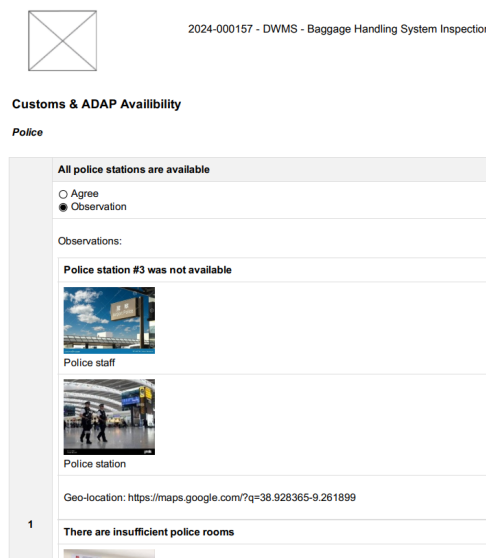 2024-000157 - DWMS - Baggage Handling System Inspection
Customs & ADAP Availibility
Police
All police stations are available
Agree
Observation
Observations:
Police station #3 was not available
Police staff
Police station
Geo-location: https://maps.google.com/?q=38.928365-9.261899
1
There are insufficient police rooms